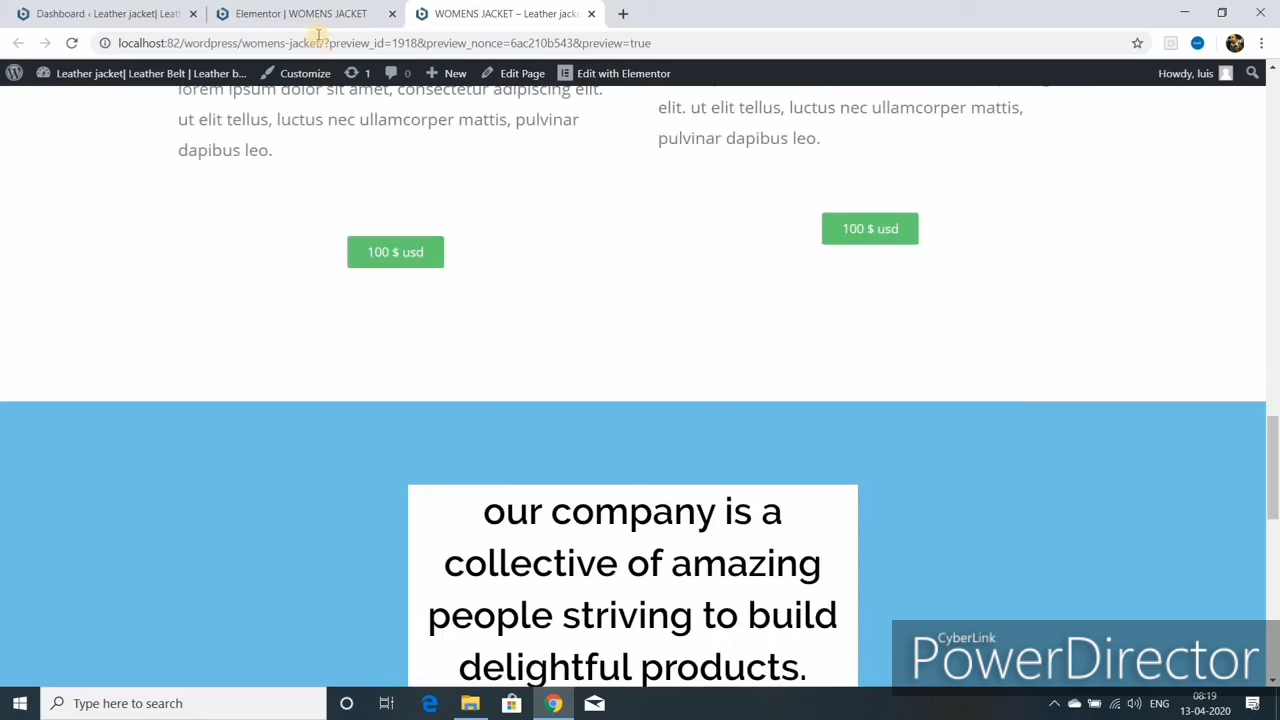 Dashboard ‹ Leather jacket| Leat
Elementor | WOMENS JACKET
WOMENS JACKET – Leather jacke
localhost:82/wordpress/womens-jacket/?preview_id=1918&preview_nonce=6ac210b543&preview=true
Leather jacket| Leather Belt | Leather b...
Customize
1
0
New
Edit Page
Edit with Elementor
Howdy, luis
lorem ipsum dolor sit amet, consectetur adipiscing elit.
ut elit tellus, luctus nec ullamcorper mattis, pulvinar
dapibus leo.
elit. ut elit tellus, luctus nec ullamcorper mattis,
pulvinar dapibus leo.
100 $ usd
100 $ usd
our company is a
collective of amazing
people striving to build
delightful products.
CyberLink
PowerDirector
Type here to search
ENG
08:19
13-04-2020